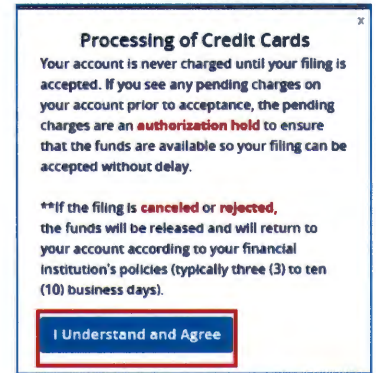 x
Processing of Credit Cards
Your account is never charged until your filing is
accepted. If you see any pending charges on
your account prior to acceptance, the pending
charges are an authorization hold to ensure
that the funds are available so your filing can be
accepted without delay.
**If the filing is canceled or rejected,
the funds will be released and will return to
your account according to your financial
institution's policies (typically three (3) to ten
(10) business days).
I Understand and Agree